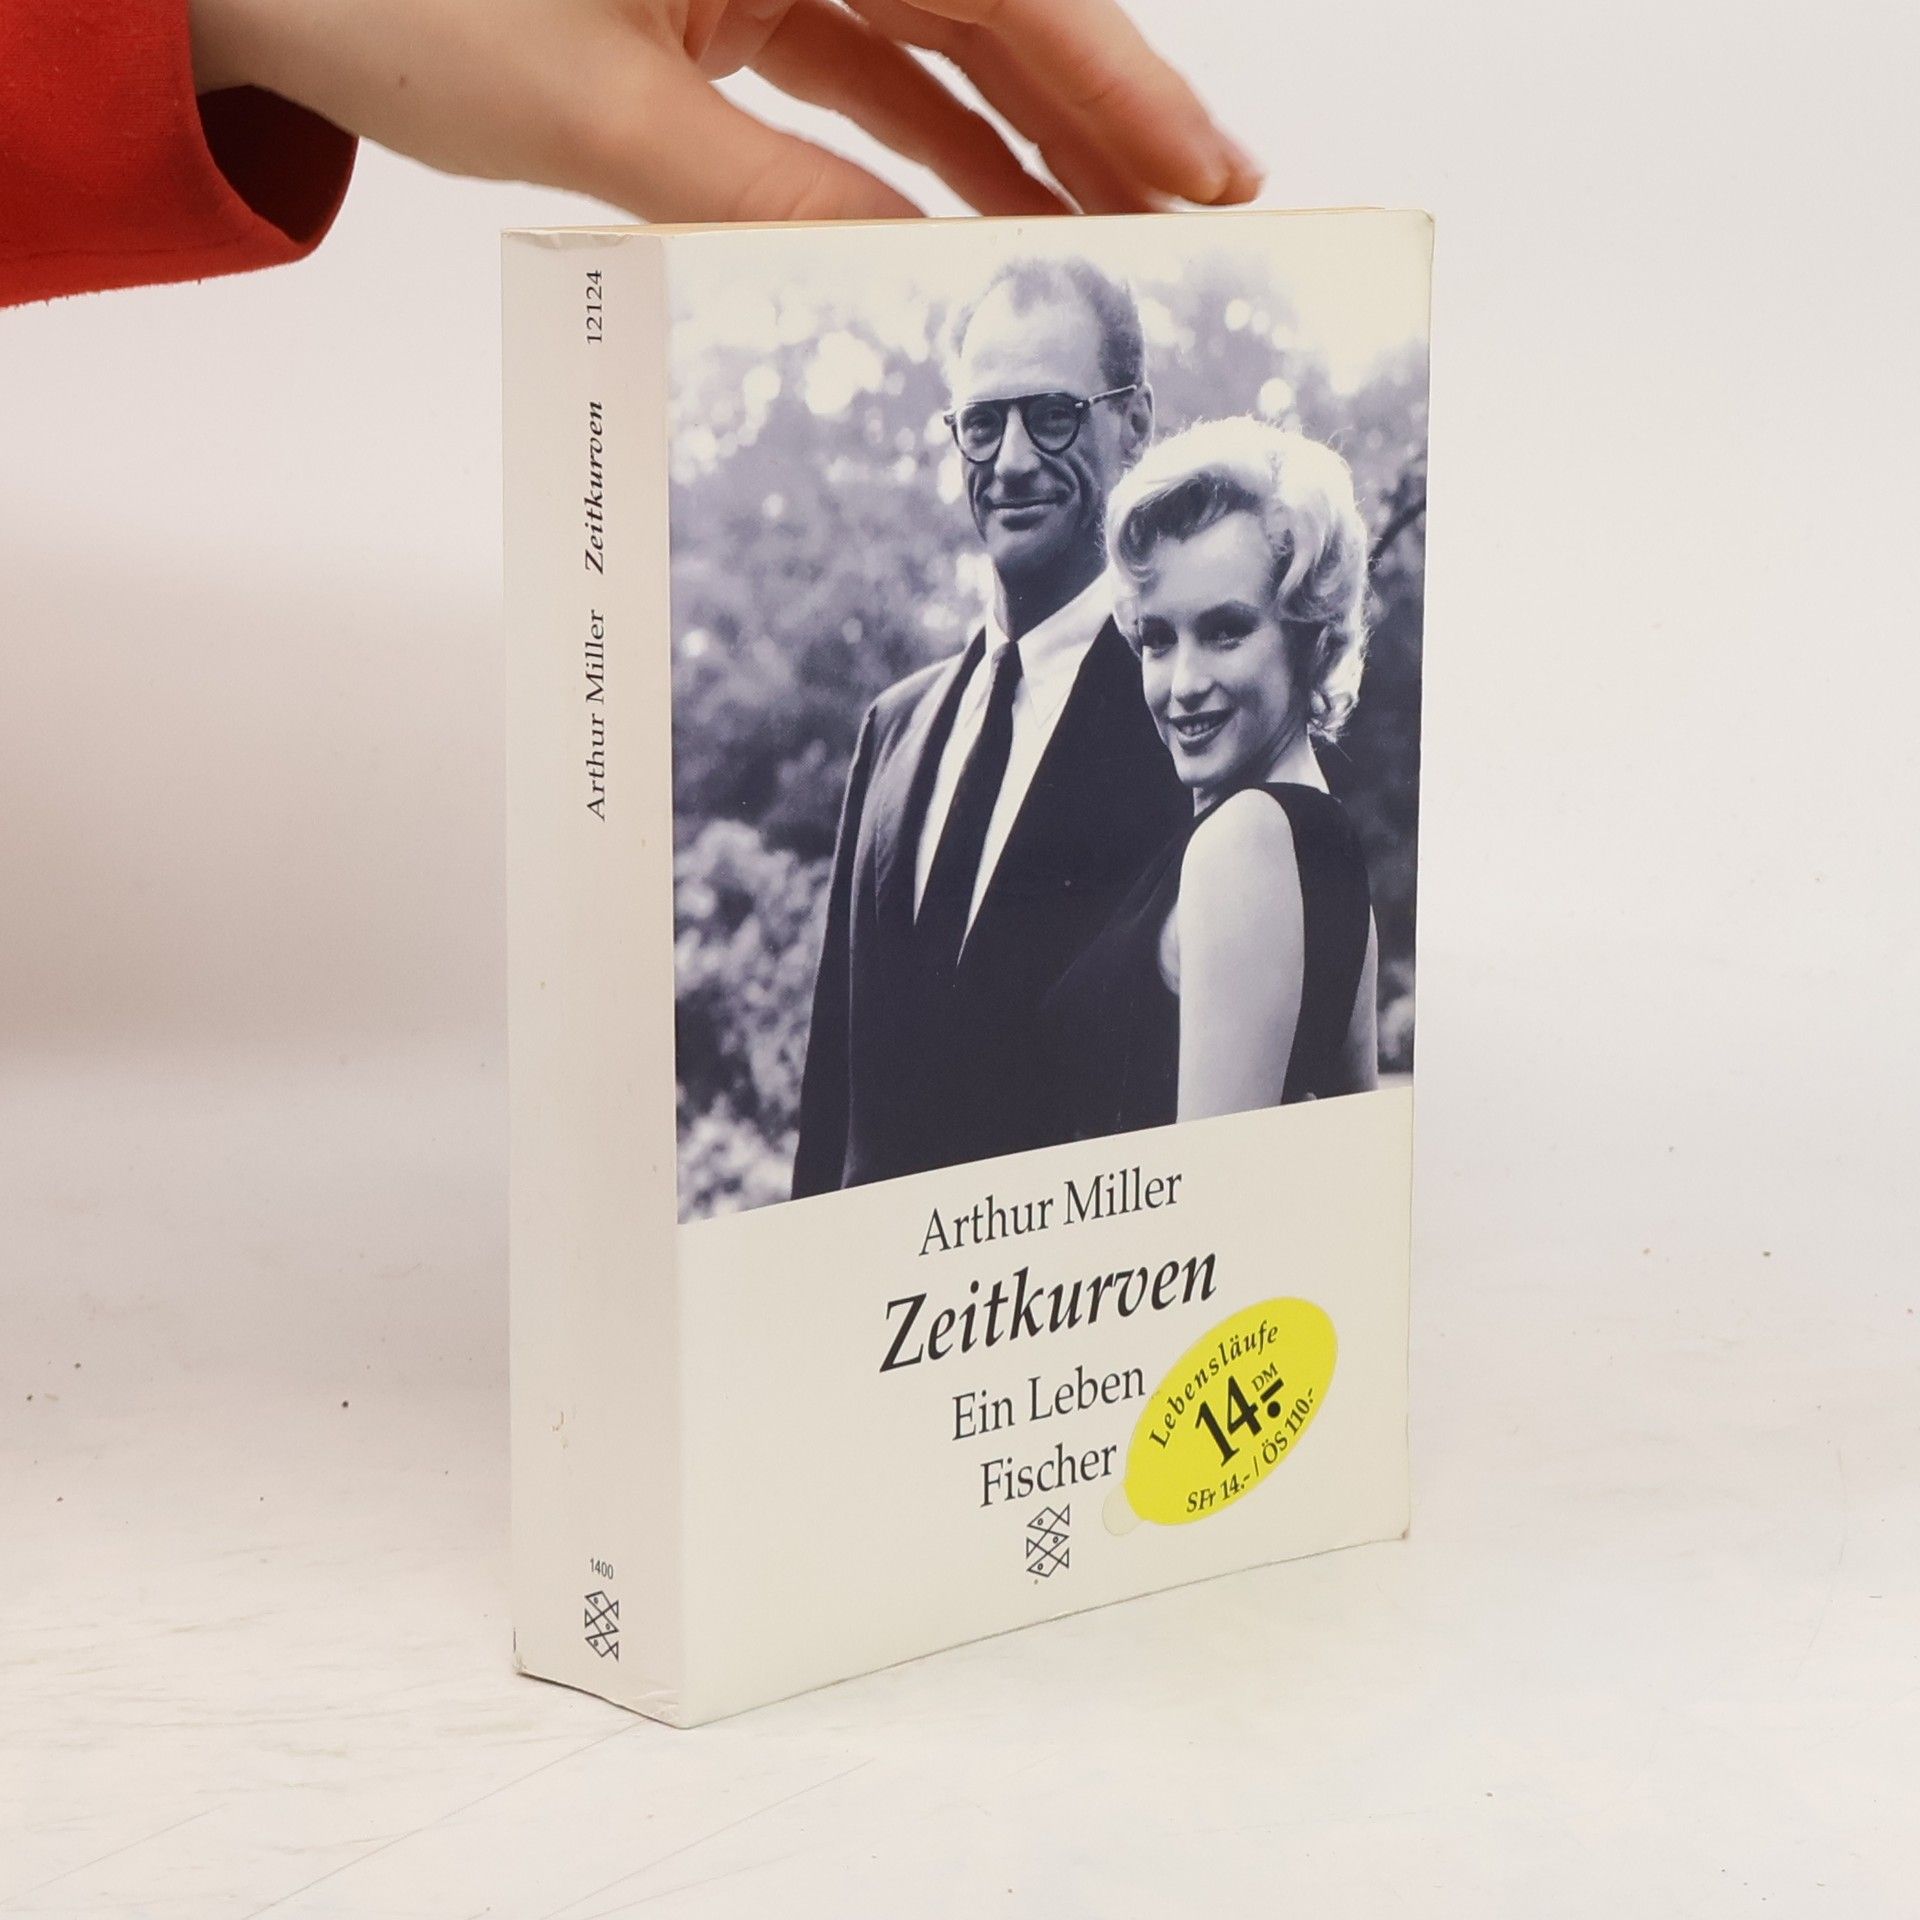 Arthur Miller Zeitkurven 12124
1400
Arthur Miller
Zeitkurven
Ein Leben
Fischer
Lebensläufe
DM
14.-
SFr 14.- / ÖS 110.-